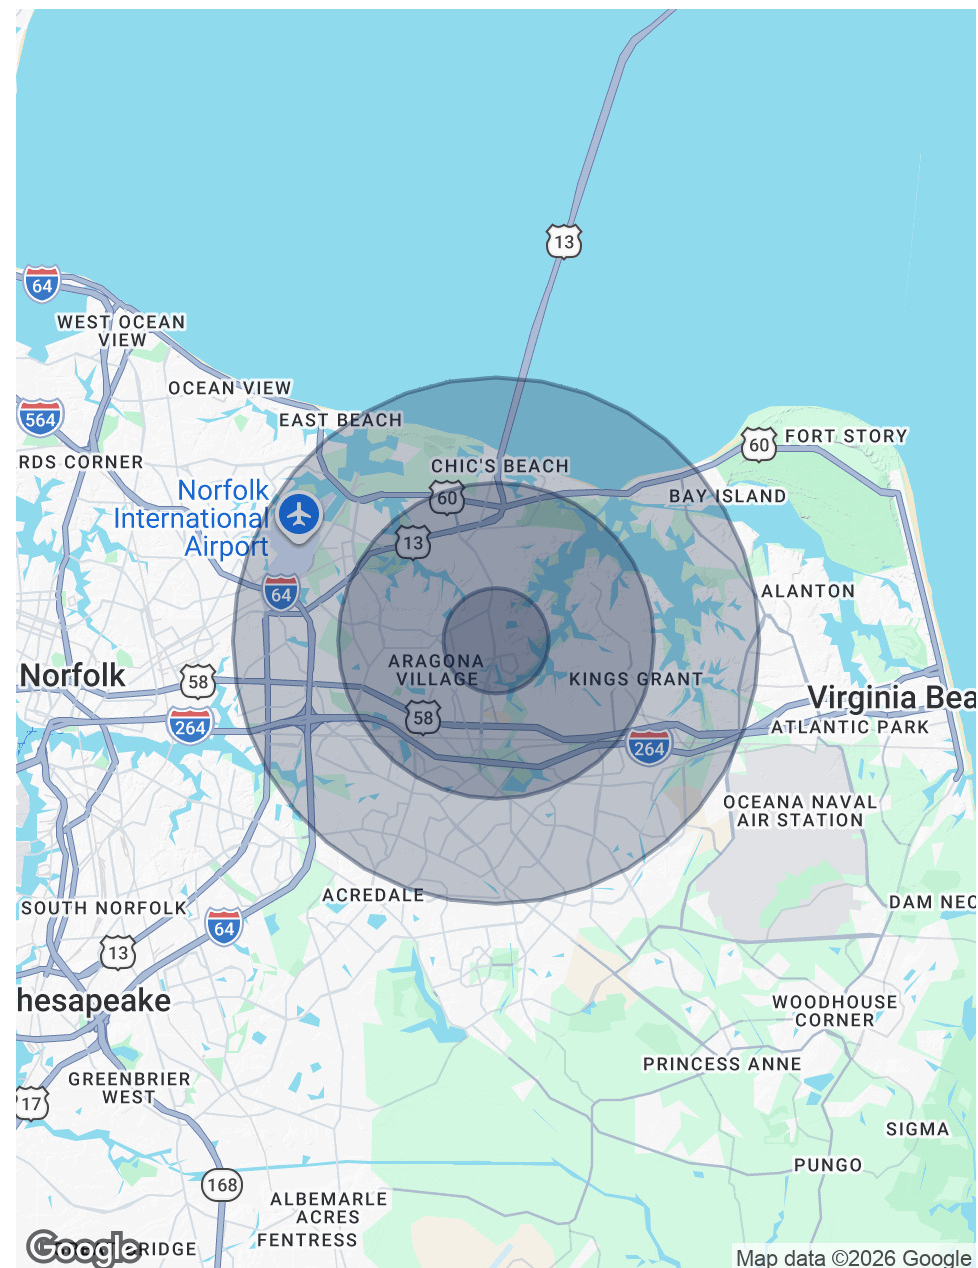 13
64
WEST OCEAN
VIEW
OCEAN VIEW
564
EAST BEACH
60
FORT STORY
RDS CORNER
CHIC'S BEACH
Norfolk
International
Airport
60
BAY ISLAND
13
64
ALANTON
ARAGONA
VILLAGE
Norfolk
58
KINGS GRANT
Virginia Bea
58
264
ATLANTIC PARK
264
OCEANA NAVAL
AIR STATION
ACREDALE
DAM NEC
SOUTH NORFOLK
64
13
hesapeake
WOODHOUSE
CORNER
PRINCESS ANNE
GREENBRIER
WEST
17
SIGMA
PUNGO
168
ALBEMARLE
ACRES
FENTRESS
Google
RIDGE
Map data ©2026 Google